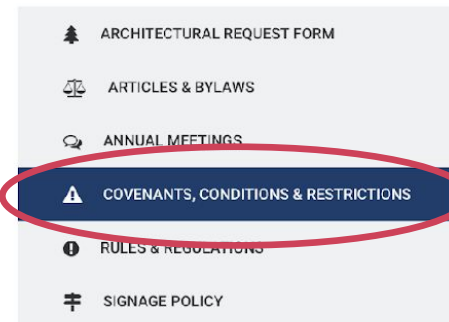 ARCHITECTURAL REQUEST FORM
ARTICLES & BYLAWS
ANNUAL MEETINGS
COVENANTS, CONDITIONS & RESTRICTIONS
RULES & REGULATIONS
SIGNAGE POLICY